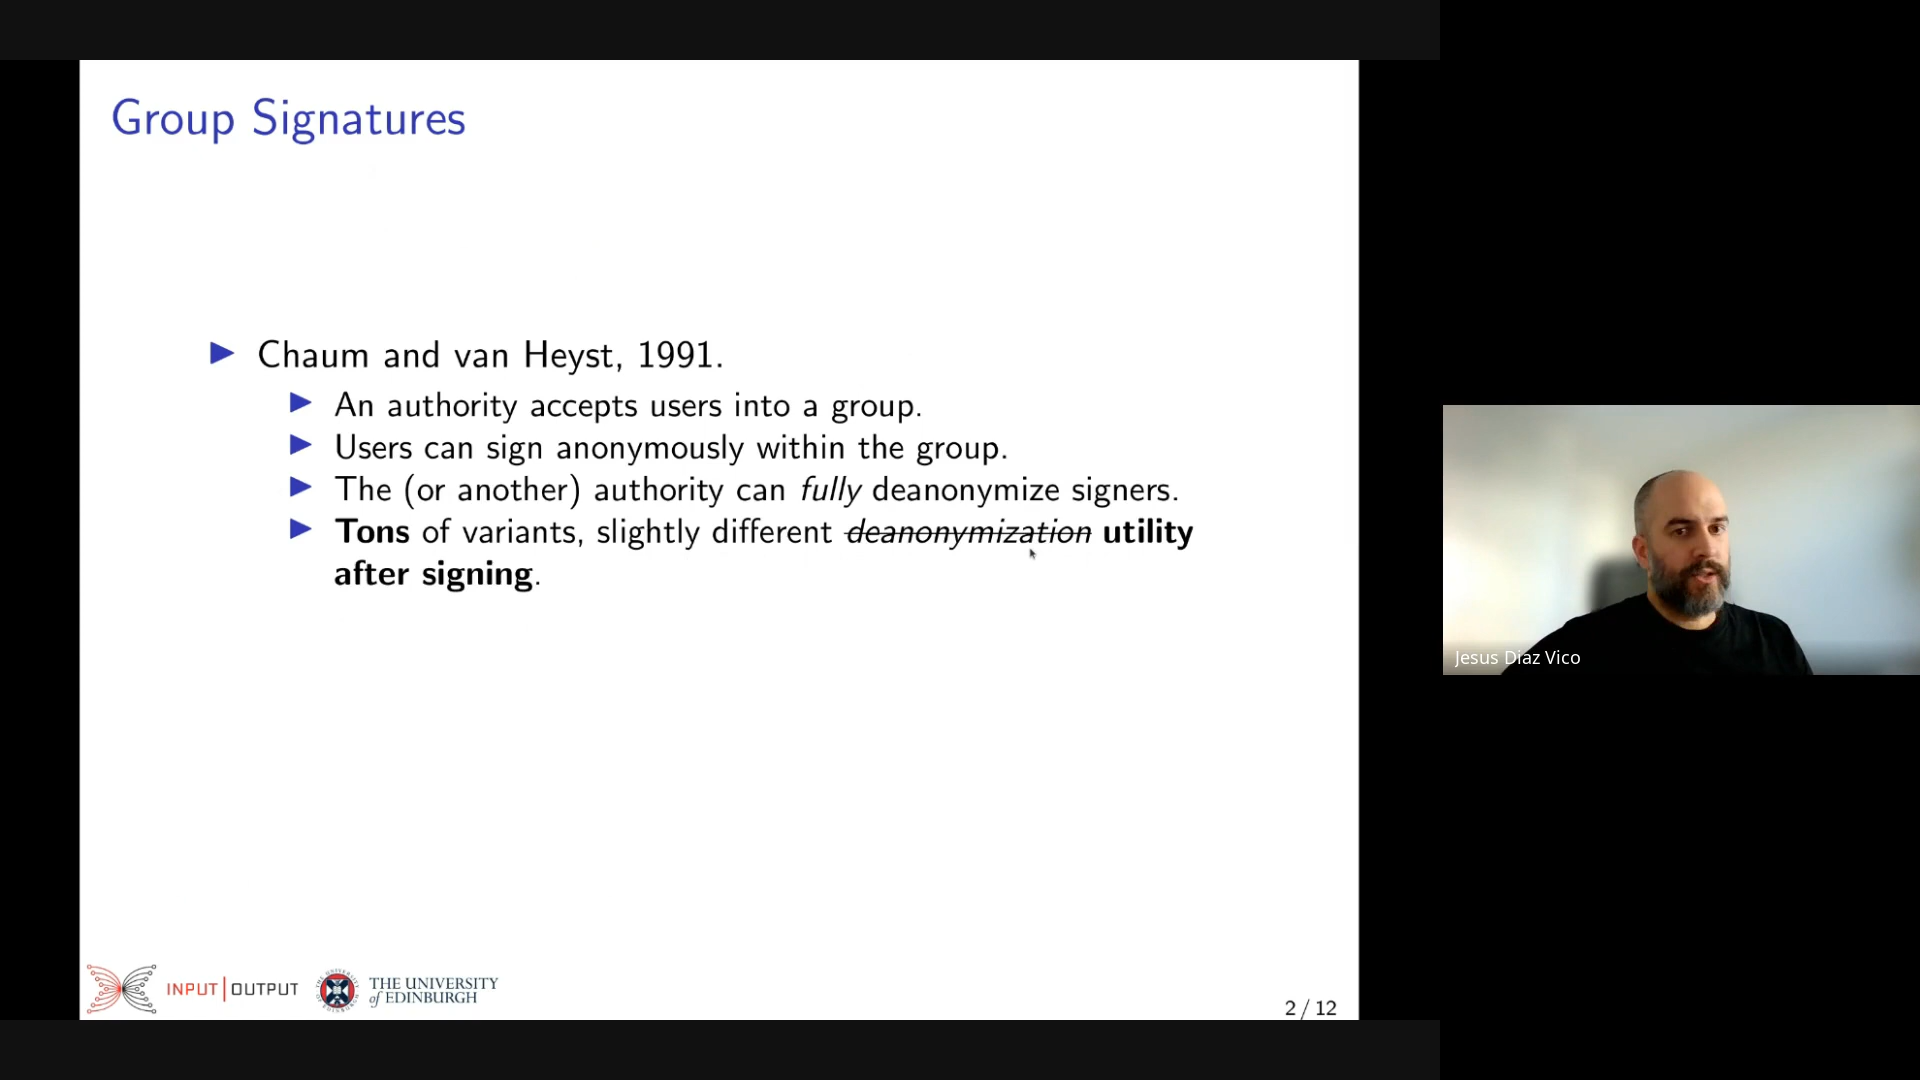 Group Signatures
Chaum and van Heyst, 1991.
An authority accepts users into a group.
Users can sign anonymously within the group.
The (or another) authority can fully deanonymize signers.
Tons of variants, slightly different deanonymization utility
after signing.
INPUT|OUTPUT
THE UNIVERSITY
of EDINBURGH
2 / 12
Jesus Diaz Vico